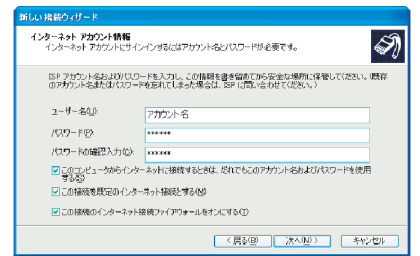 新しい接続ウィザード
インターネット アカウント情報
インターネット アカウントにサインインするにはアカウント名とパスワードが必要です。
ISP アカウント名およびパスワードを入力し、この情報を書き留めてから安全な場所に保管してください。(既存
のアカウント名またはパスワードを忘れてしまった場合は、ISP に問い合わせてください。)
ユーザー名(U):
アカウント名
パスワード(P):
******
パスワードの確認入力(C):
******
このコンピュータからインターネットに接続するときは、だれでもこのアカウント名およびパスワードを使用
する(S)
この接続を既定のインターネット接続とする(M)
この接続のインターネット接続ファイアウォールをオンにする(T)
< 戻る(B)
次へ(N) >
キャンセル